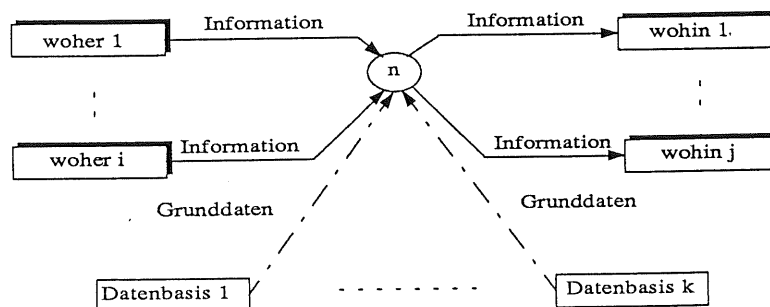 Information
Information
woher 1
n
wohin 1.
Information
Information
woher i
wohin j
Grunddaten
Grunddaten
Datenbasis 1
Datenbasis k